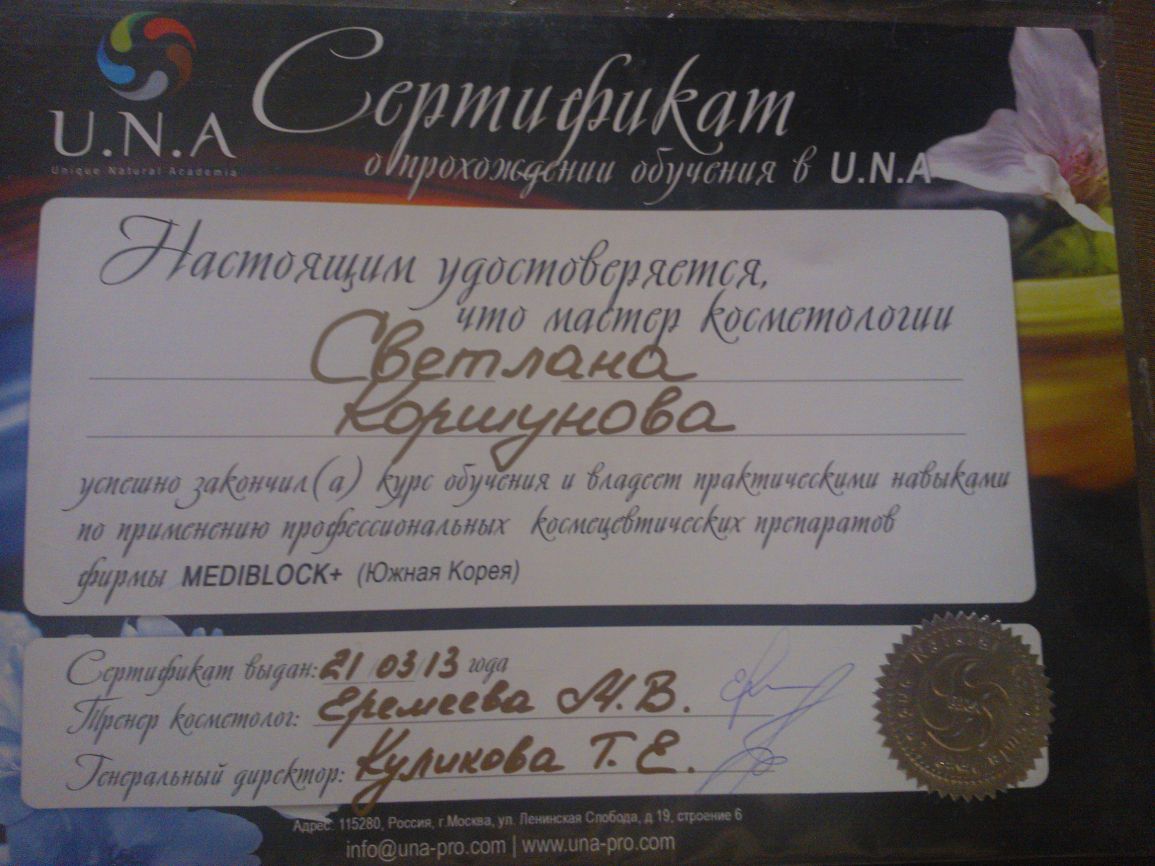 U.N.A
Unique Natural Academia
Сертификат
о прохождении обучения в U.N.A
Настоящим удостоверяется,
что мастер косметологии
Светлана
Коршунова
успешно закончил(а) курс обучения и владеет практическими навыками
по применению профессиональных космецевтических препаратов
фирмы MEDIBLOCK+ (Южная Корея)
Сертификат выдан: 21/03/13 года
Тренер косметолог: Еремеева М.В.
Генеральный директор: Куликова Т.Е.
Адрес: 115280, Россия, г.Москва, ул. Ленинская Слобода, д 19, строение 6
info@una-pro.com | www.una-pro.com